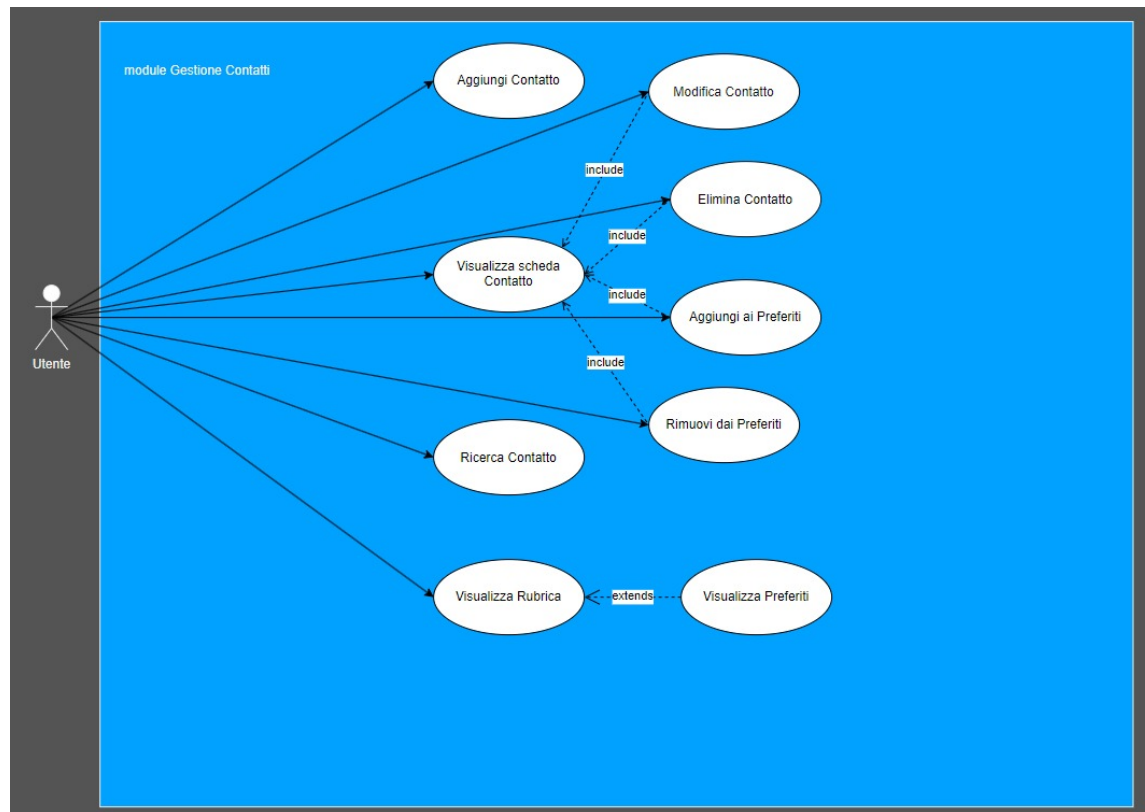 module Gestione Contatti
Aggiungi Contatto
Modifica Contatto
include
Elimina Contatto
include
Visualizza scheda
Contatto
include
Aggiungi ai Preferiti
Utente
include
Rimuovi dai Preferiti
Ricerca Contatto
Visualizza Rubrica
extends
Visualizza Preferiti